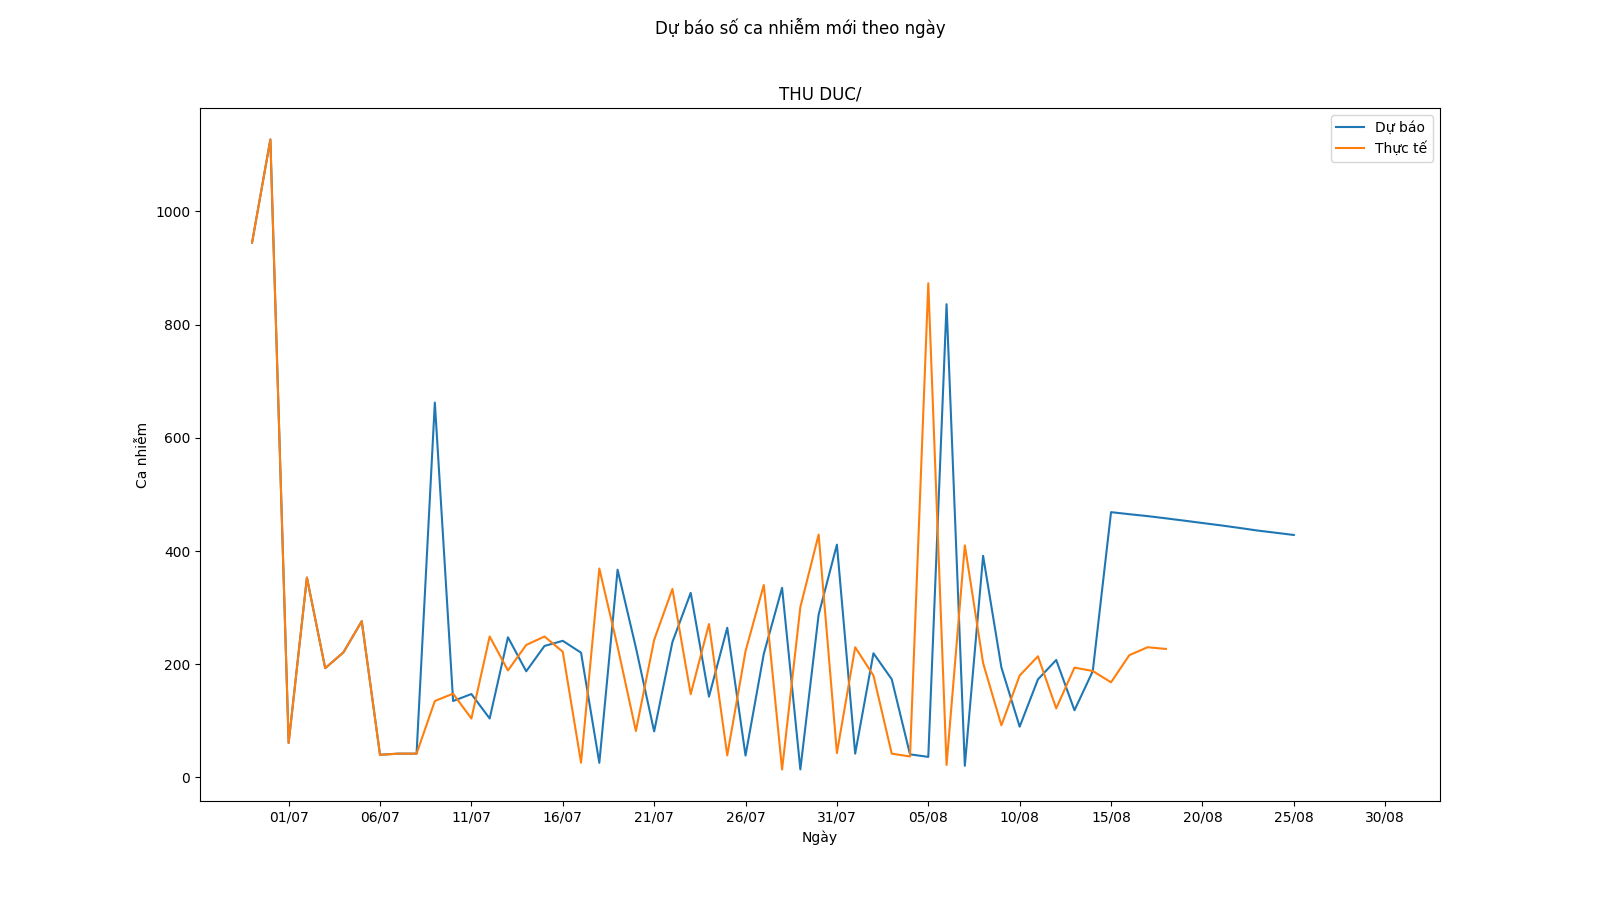 Dự báo số ca nhiễm mới theo ngày
THU DUC/
Dự báo
Thực tế
1000
800
600
400
200
0
Ca nhiễm
01/07 06/07 11/07 16/07 21/07 26/07 31/07 05/08 10/08 15/08 20/08 25/08 30/08
Ngày